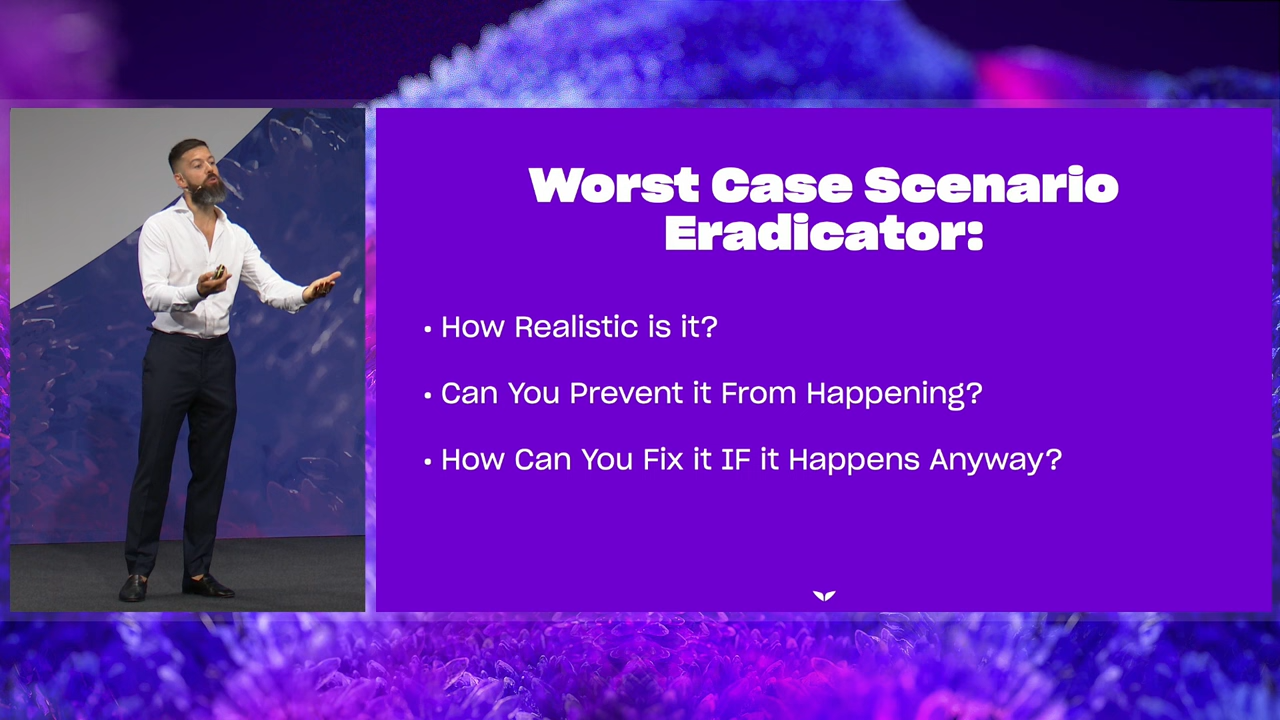 Worst Case Scenario
Eradicator:
• How Realistic is it?
• Can You Prevent it From Happening?
• How Can You Fix it IF it Happens Anyway?